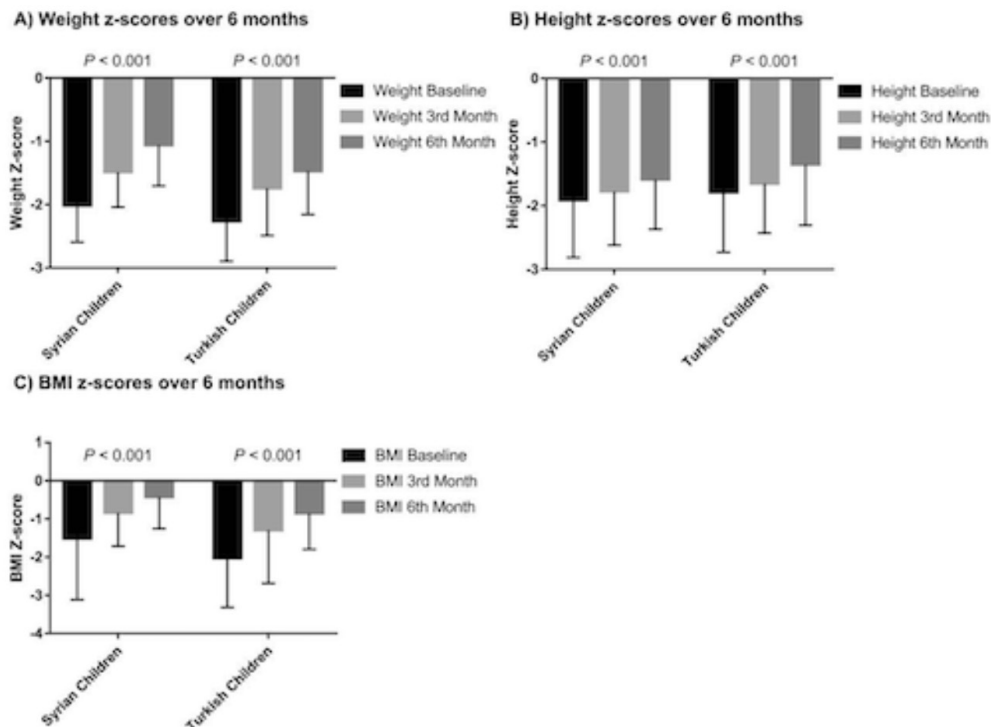 A) Weight z-scores over 6 months
P < 0.001 P < 0.001
0
-1
-2
-3
Weight Z-score
Weight Baseline
Weight 3rd Month
Weight 6th Month
Syrian Children
Turkish Children
B) Height z-scores over 6 months
P < 0.001 P < 0.001
0
-1
-2
-3
Height Z-score
Height Baseline
Height 3rd Month
Height 6th Month
Syrian Children
Turkish Children
C) BMI z-scores over 6 months
P < 0.001 P < 0.001
1
0
-1
-2
-3
-4
BMI Z-score
BMI Baseline
BMI 3rd Month
BMI 6th Month
Syrian Children
Turkish Children